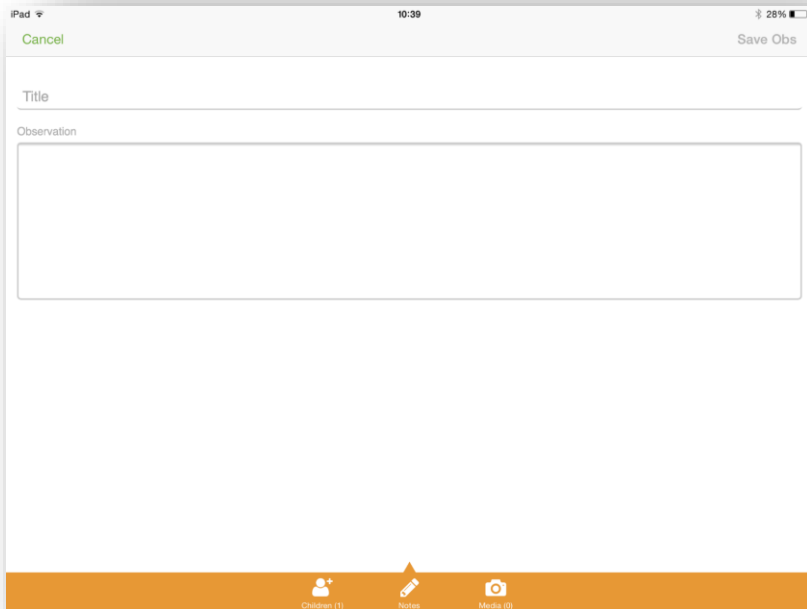 iPad 10:39 28%
Cancel Save Obs
Title
Observation
Children (1) Notes Media (0)